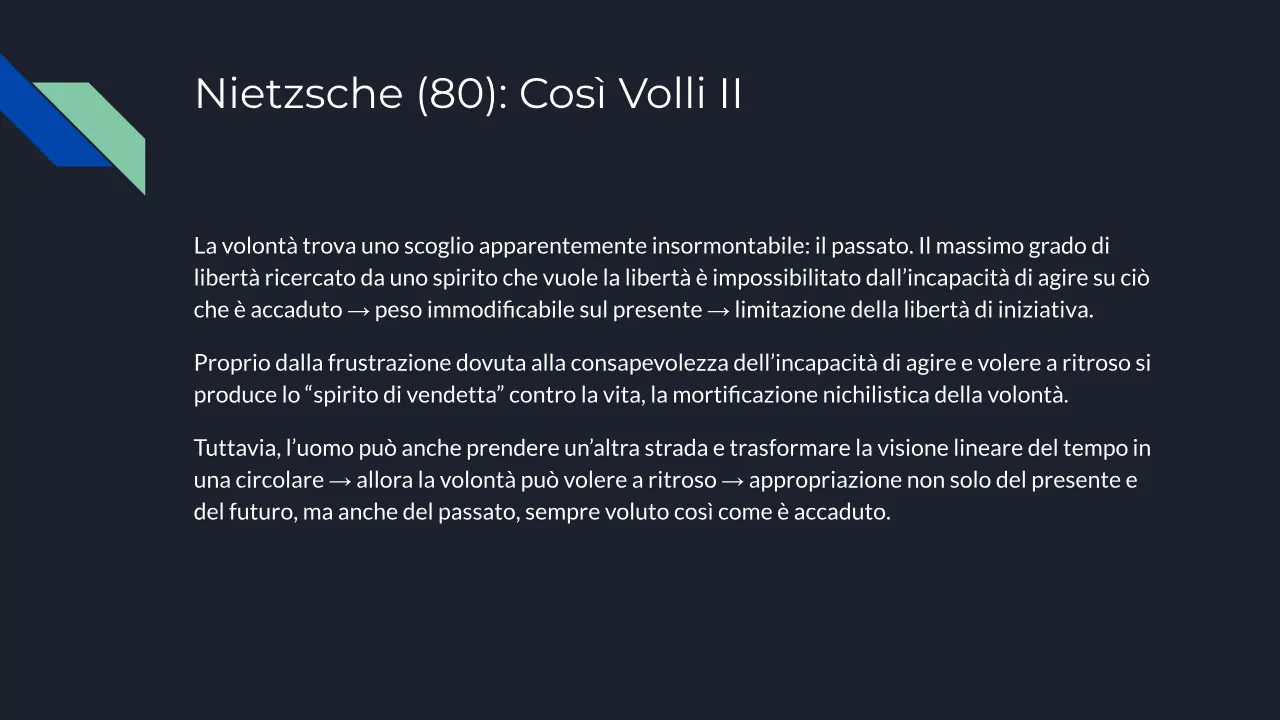 Nietzsche (80): Così Volli II
La volontà trova uno scoglio apparentemente insormontabile: il passato. Il massimo grado di
libertà ricercato da uno spirito che vuole la libertà è impossibilitato dall’incapacità di agire su ciò
che è accaduto → peso immodificabile sul presente → limitazione della libertà di iniziativa.
Proprio dalla frustrazione dovuta alla consapevolezza dell’incapacità di agire e volere a ritroso si
produce lo “spirito di vendetta” contro la vita, la mortificazione nichilistica della volontà.
Tuttavia, l’uomo può anche prendere un’altra strada e trasformare la visione lineare del tempo in
una circolare → allora la volontà può volere a ritroso → appropriazione non solo del presente e
del futuro, ma anche del passato, sempre voluto così come è accaduto.